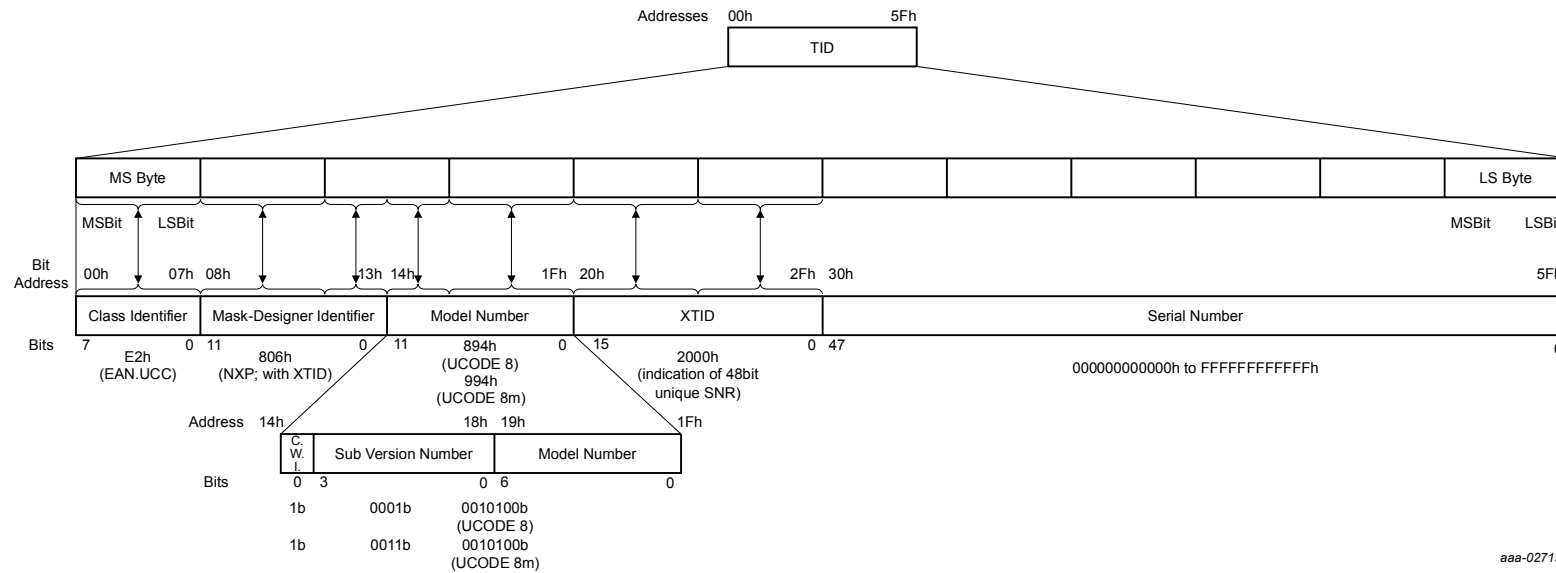 Addresses 00h 5Fh
TID
MS Byte LS Byte
MSBit LSBit MSBit LSBi
Bit
Address
00h 07h 08h 13h 14h 1Fh 20h 2Fh 30h 5F
Class Identifier Mask-Designer Identifier Model Number XTID Serial Number
Bits 7 0 11 0 11 0 15 0 47
E2h
(EAN.UCC)
806h
(NXP; with XTID)
894h
(UCODE 8)
994h
(UCODE 8m)
2000h
(indication of 48bit
unique SNR)
000000000000h to FFFFFFFFFFFFh
Address 14h 18h 19h 1Fh
C.
W.
I.
Sub Version Number Model Number
Bits 0 3 0 6 0
1b 0001b 0010100b
(UCODE 8)
1b 0011b 0010100b
(UCODE 8m)
aaa-0271